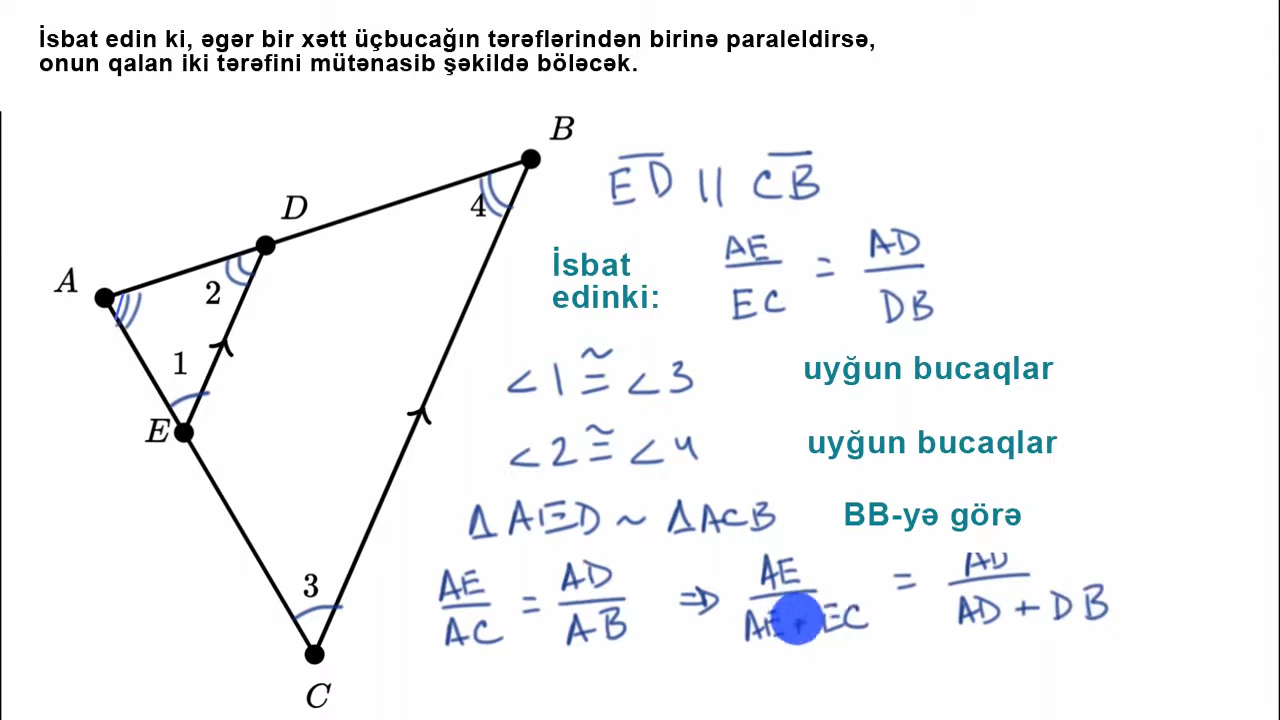 İsbat edin ki, əgər bir xətt üçbucağın tərəflərindən birinə paraleldirsə,
onun qalan iki tərəfini mütənasib şəkildə böləcək.
B
D
A
4
2
1
E
3
C
ED || CB
İsbat
edinki:
AE/EC = AD/DB
∠1 ≅ ∠3 uyğun bucaqlar
∠2 ≅ ∠4 uyğun bucaqlar
ΔAED ~ ΔACB BB-yə görə
AE/AC = AD/AB ⇒ AE/AE + EC = AD/AD + DB